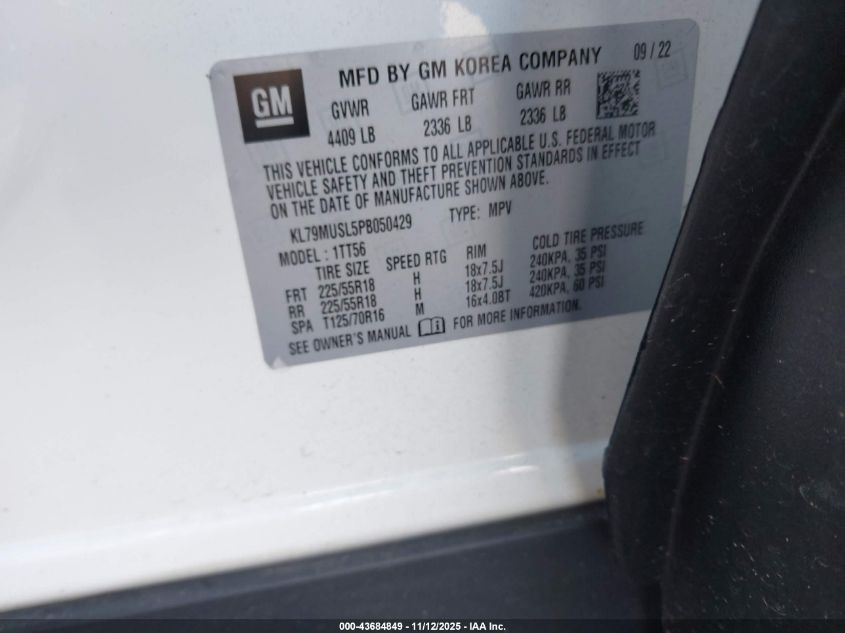 GM
MFD BY GM KOREA COMPANY 09 / 22
GVWR GAWR FRT GAWR RR
4409 LB 2336 LB 2336 LB
THIS VEHICLE CONFORMS TO ALL APPLICABLE U.S. FEDERAL MOTOR
VEHICLE SAFETY AND THEFT PREVENTION STANDARDS IN EFFECT
ON THE DATE OF MANUFACTURE SHOWN ABOVE.
KL79MUSL5PB050429 TYPE: MPV
MODEL : 1TT56
TIRE SIZE SPEED RTG RIM COLD TIRE PRESSURE
FRT 225/55R18 H 18x7.5J 240KPA, 35 PSI
RR 225/55R18 H 18x7.5J 240KPA, 35 PSI
SPA T125/70R16 M 16x4.08T 420KPA, 60 PSI
SEE OWNER'S MANUAL FOR MORE INFORMATION.
000-43684849 - 11/12/2025 - IAA Inc.